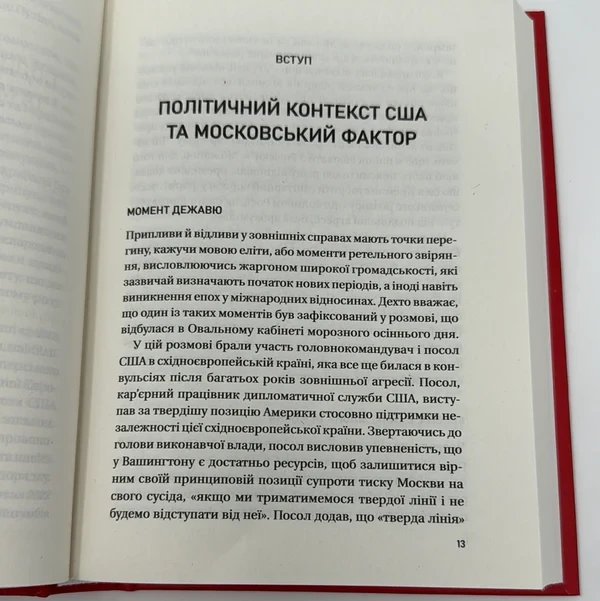 ВСТУП
ПОЛІТИЧНИЙ КОНТЕКСТ США
ТА МОСКОВСЬКИЙ ФАКТОР
МОМЕНТ ДЕЖАВЮ
Припливи й відливи у зовнішніх справах мають точки пере-
гину, кажучи мовою еліти, або моменти ретельного звірян-
ня, висловлюючись жаргоном широкої громадськості, які
зазвичай визначають початок нових періодів, а іноді навіть
виникнення епох у міжнародних відносинах. Дехто вважає,
що один із таких моментів був зафіксований у розмові, що
відбулася в Овальному кабінеті морозного осіннього дня.
У цій розмові брали участь головнокомандувач і посол
США в східноєвропейській країні, яка все ще билася в кон-
вульсіях після багатьох років зовнішньої агресії. Посол,
кар’єрний працівник дипломатичної служби США, висту-
пав за твердішу позицію Америки стосовно підтримки не-
залежності цієї східноєвропейської країни. Звертаючись до
голови виконавчої влади, посол висловив упевненість, що
у Вашингтону є достатньо ресурсів, щоб залишитися вір-
ним своїй принциповій позиції супроти тиску Москви на
свого сусіда, «якщо ми триматимемося твердої лінії і не
будемо відступати від неї». Посол додав, що «тверда лінія»
13